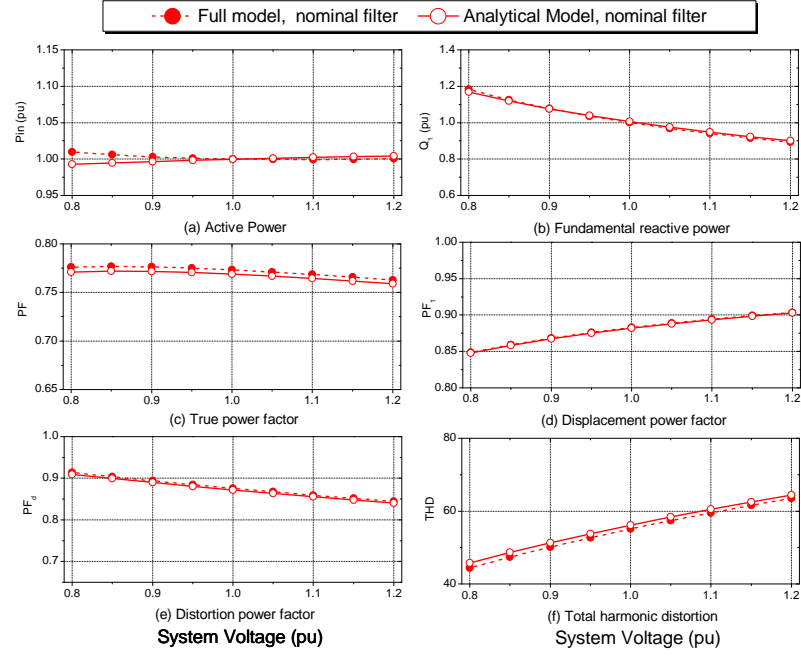 Full model, nominal filter
Analytical Model, nominal filter
1.15
1.10
1.05
1.00
0.95
Pin (pu)
0.8 0.9 1.0 1.1 1.2
(a) Active Power
1.4
1.2
1.0
0.8
0.6
Q1 (pu)
0.8 0.9 1.0 1.1 1.2
(b) Fundamental reactive power
0.80
0.75
0.70
0.65
PF
0.8 0.9 1.0 1.1 1.2
(c) True power factor
1.00
0.95
0.90
0.85
0.80
PF1
0.8 0.9 1.0 1.1 1.2
(d) Displacement power factor
1.0
0.9
0.8
0.7
PFd
0.8 0.9 1.0 1.1 1.2
(e) Distortion power factor
System Voltage (pu)
80
60
40
THD
0.8 0.9 1.0 1.1 1.2
(f) Total harmonic distortion
System Voltage (pu)